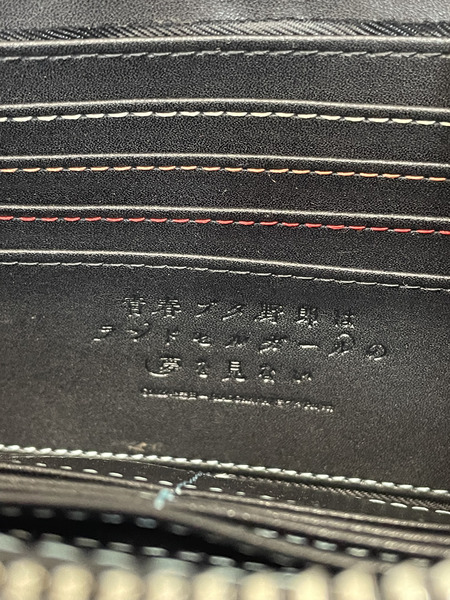 青春ブタ野郎は
ランドセルガールの
夢を見ない